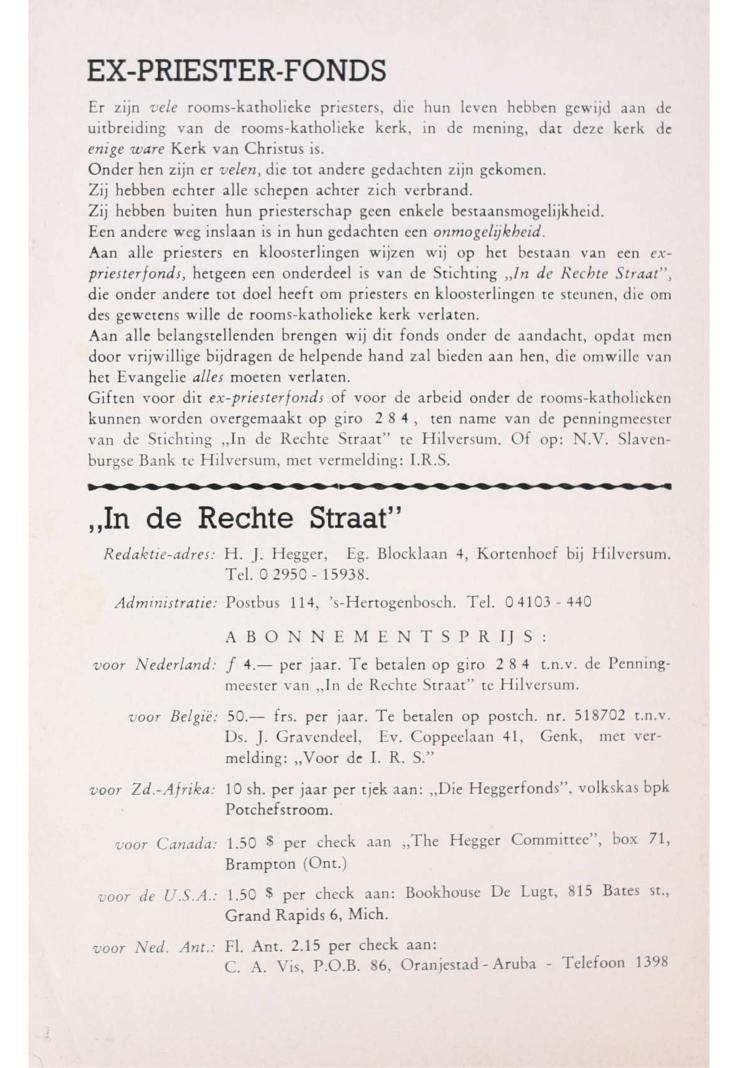 EX-PRIESTER-FONDS
Er zijn vele rooms-katholieke priesters, die hun leven hebben gewijd aan de
uitbreiding van de rooms-katholieke kerk, in de mening, dat deze kerk de
enige ware Kerk van Christus is.
Onder hen zijn er velen, die tot andere gedachten zijn gekomen.
Zij hebben echter alle schepen achter zich verbrand.
Zij hebben buiten hun priesterschap geen enkele bestaansmogelijkheid.
Een andere weg inslaan is in hun gedachten een onmogelijkheid.
Aan alle priesters en kloosterlingen wijzen wij op het bestaan van een ex-
priesterfonds, hetgeen een onderdeel is van de Stichting „In de Rechte Straat”,
die onder andere tot doel heeft om priesters en kloosterlingen te steunen, die om
des gewetens wille de rooms-katholieke kerk verlaten.
Aan alle belangstellenden brengen wij dit fonds onder de aandacht, opdat men
door vrijwillige bijdragen de helpende hand zal bieden aan hen, die omwille van
het Evangelie alles moeten verlaten.
Giften voor dit ex-priesterfonds of voor de arbeid onder de rooms-katholieken
kunnen worden overgemaakt op giro 284, ten name van de penningmeester
van de Stichting „In de Rechte Straat” te Hilversum. Of op: N.V. Slaven-
burgse Bank te Hilversum, met vermelding: I.R.S.
„In de Rechte Straat”
Redaktie-adres: H. J. Hegger, Eg. Blocklaan 4, Kortenhoef bij Hilversum.
Tel. 0 2950 - 15938.
Administratie: Postbus 114, 's-Hertogenbosch. Tel. 04103 - 440
ABONNEMENTSPRIJS:
voor Nederland: f 4.— per jaar. Te betalen op giro 284 t.n.v. de Penning-
meester van „In de Rechte Straat” te Hilversum.
voor België: 50.— frs. per jaar. Te betalen op postch. nr. 518702 t.n.v.
Ds. J. Gravendeel, Ev. Coppeelaan 41, Genk, met ver-
melding: „Voor de I. R. S.”
voor Zd.-Afrika: 10 sh. per jaar per tjek aan: „Die Heggerfonds”. volkskas bpk
Potchefstroom.
voor Canada: 1.50 $ per check aan „The Hegger Committee”, box 71,
Brampton (Ont.)
voor de U.S.A.: 1.50 $ per check aan: Bookhouse De Lugt, 815 Bates st.,
Grand Rapids 6, Mich.
voor Ned. Ant.: Fl. Ant. 2.15 per check aan:
C. A. Vis, P.O.B. 86, Oranjestad - Aruba - Telefoon 1398